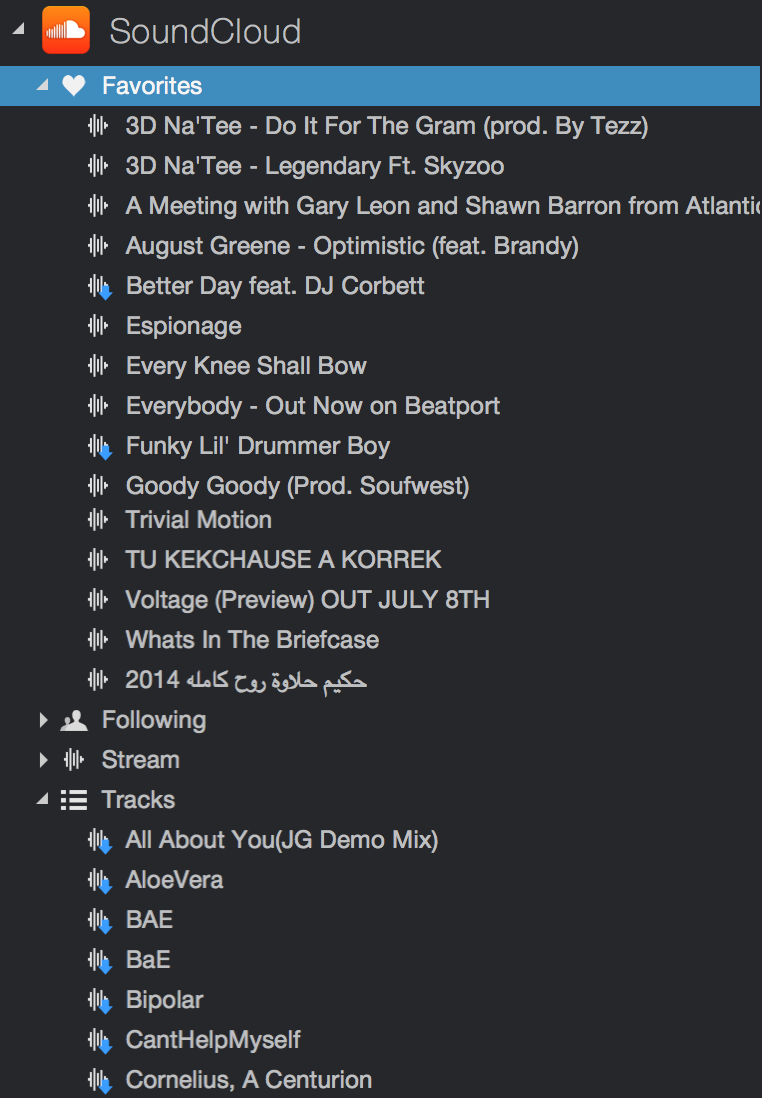 SoundCloud
Favorites
3D Na'Tee - Do It For The Gram (prod. By Tezz)
3D Na'Tee - Legendary Ft. Skyzoo
A Meeting with Gary Leon and Shawn Barron from Atlantic
August Greene - Optimistic (feat. Brandy)
Better Day feat. DJ Corbett
Espionage
Every Knee Shall Bow
Everybody - Out Now on Beatport
Funky Lil' Drummer Boy
Goody Goody (Prod. Soufwest)
Trivial Motion
TU KEKCHAUSE A KORREK
Voltage (Preview) OUT JULY 8TH
Whats In The Briefcase
حكيم حلاوة روح كامله 2014
Following
Stream
Tracks
All About You(JG Demo Mix)
AloeVera
BAE
BaE
Bipolar
CantHelpMyself
Cornelius, A Centurion